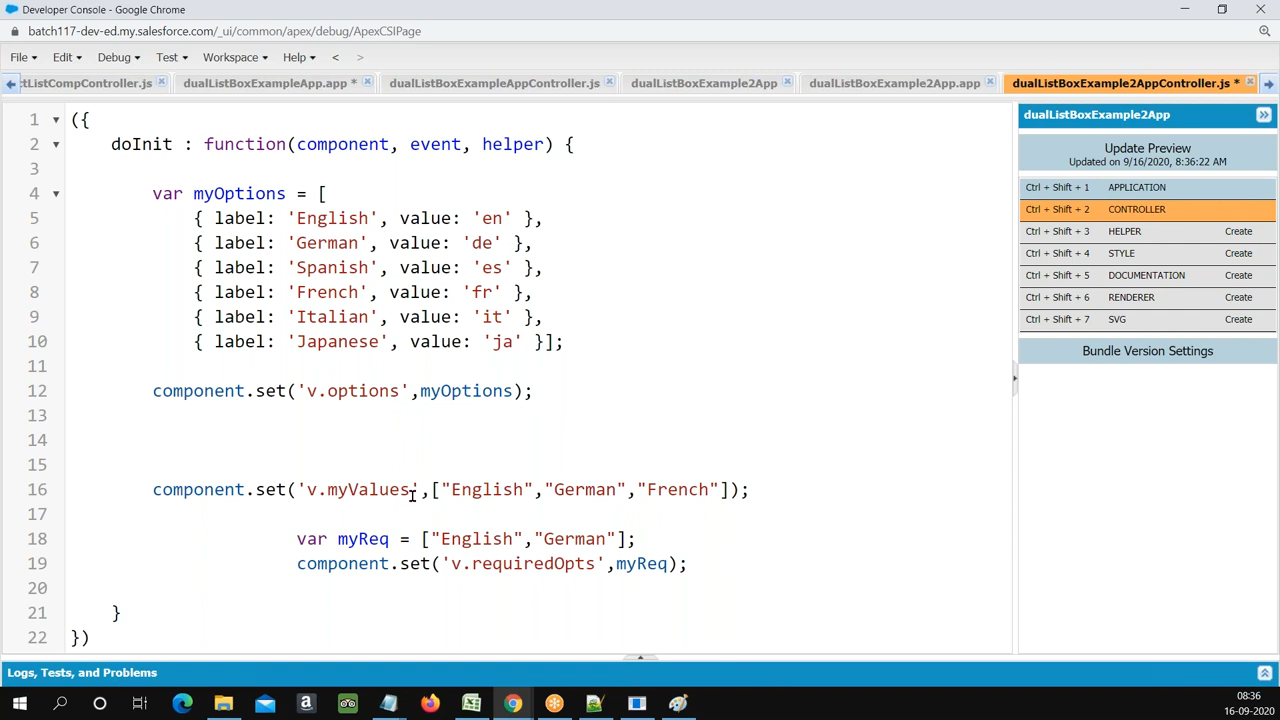 Developer Console - Google Chrome
batch117-dev-ed.my.salesforce.com/_ui/common/apex/debug/ApexCSIPage
File Edit Debug Test Workspace Help < >
tListCompController.js dualListBoxExampleApp.app * dualListBoxExampleAppController.js dualListBoxExample2App dualListBoxExample2App.app dualListBoxExample2AppController.js *
1 ({
2 doInit : function(component, event, helper) {
3
4 var myOptions = [
5 { label: 'English', value: 'en' },
6 { label: 'German', value: 'de' },
7 { label: 'Spanish', value: 'es' },
8 { label: 'French', value: 'fr' },
9 { label: 'Italian', value: 'it' },
10 { label: 'Japanese', value: 'ja' }];
11
12 component.set('v.options',myOptions);
13
14
15
16 component.set('v.myValues',["English","German","French"]);
17
18 var myReq = ["English","German"];
19 component.set('v.requiredOpts',myReq);
20
21 }
22 })
dualListBoxExample2App
Update Preview
Updated on 9/16/2020, 8:36:22 AM
Ctrl + Shift + 1 APPLICATION
Ctrl + Shift + 2 CONTROLLER
Ctrl + Shift + 3 HELPER Create
Ctrl + Shift + 4 STYLE Create
Ctrl + Shift + 5 DOCUMENTATION Create
Ctrl + Shift + 6 RENDERER Create
Ctrl + Shift + 7 SVG Create
Bundle Version Settings
Logs, Tests, and Problems
08:36
16-09-2020